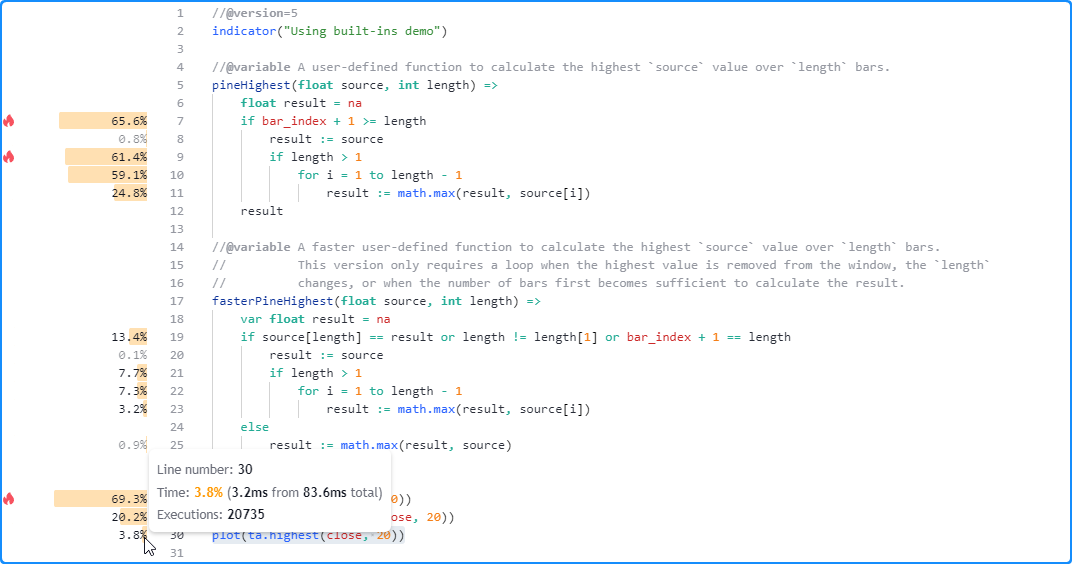 1 //@version=5
2 indicator("Using built-ins demo")
3
4 //@variable A user-defined function to calculate the highest `source` value over `length` bars.
5 pineHighest(float source, int length) =>
6 float result = na
65.6% 7 if bar_index + 1 >= length
0.8% 8 result := source
61.4% 9 if length > 1
59.1% 10 for i = 1 to length - 1
24.8% 11 result := math.max(result, source[i])
12 result
13
14 //@variable A faster user-defined function to calculate the highest `source` value over `length` bars.
15 // This version only requires a loop when the highest value is removed from the window, the `length`
16 // changes, or when the number of bars first becomes sufficient to calculate the result.
17 fasterPineHighest(float source, int length) =>
18 var float result = na
13.4% 19 if source[length] == result or length != length[1] or bar_index + 1 == length
0.1% 20 result := source
7.7% 21 if length > 1
7.3% 22 for i = 1 to length - 1
3.2% 23 result := math.max(result, source[i])
24 else
0.9% 25 result := math.max(result, source)
Line number: 30
Time: 3.8% (3.2ms from 83.6ms total)
Executions: 20735
69.3% 0))
20.2% ose, 20))
3.8% 30 plot(ta.highest(close, 20))
31